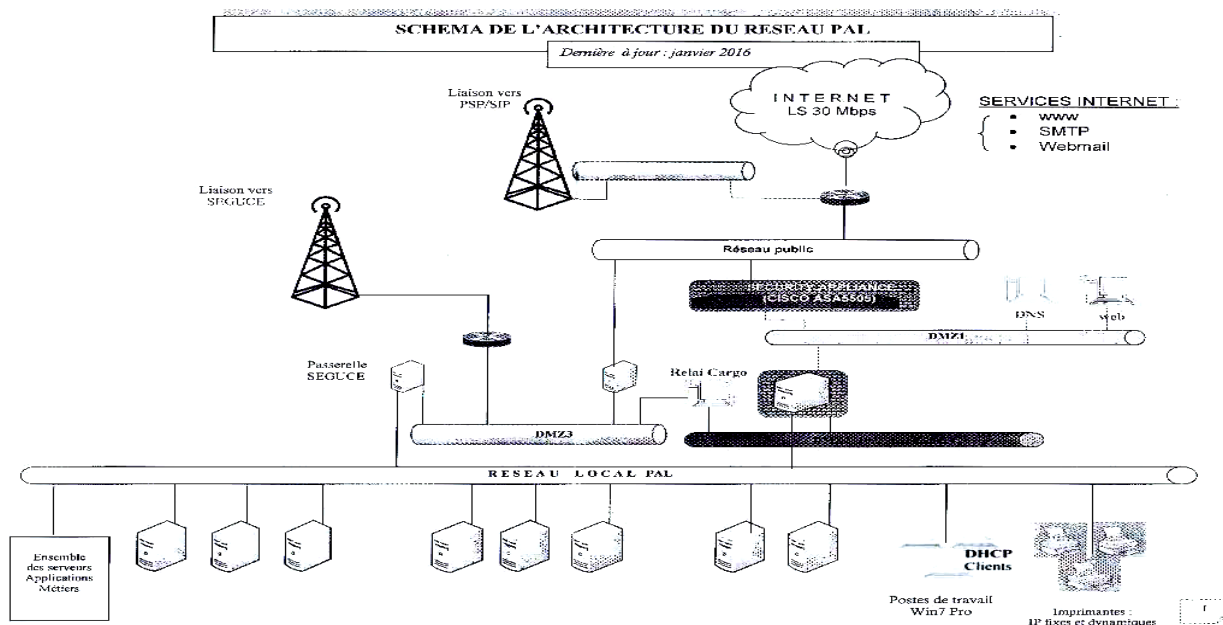 SCHEMA DE L'ARCHITECTURE DU RESEAU PAL
Dernière à jour : janvier 2016
Liaison vers
PSP/SIP
INTERNET
LS 30 Mbps
SERVICES INTERNET :
• www
• SMTP
• Webmail
Liaison vers
SEGUCE
Réseau public
SECURITY APPLIANCE
(CISCO ASA5505)
DNS
web
DMZ1
Passerelle
SEGUCE
Relai Cargo
DMZ3
RESEAU LOCAL PAL
Ensemble
des serveurs
Applications
Métiers
DHCP
Clients
Postes de travail
Win7 Pro
Imprimantes :
IP fixes et dynamiques